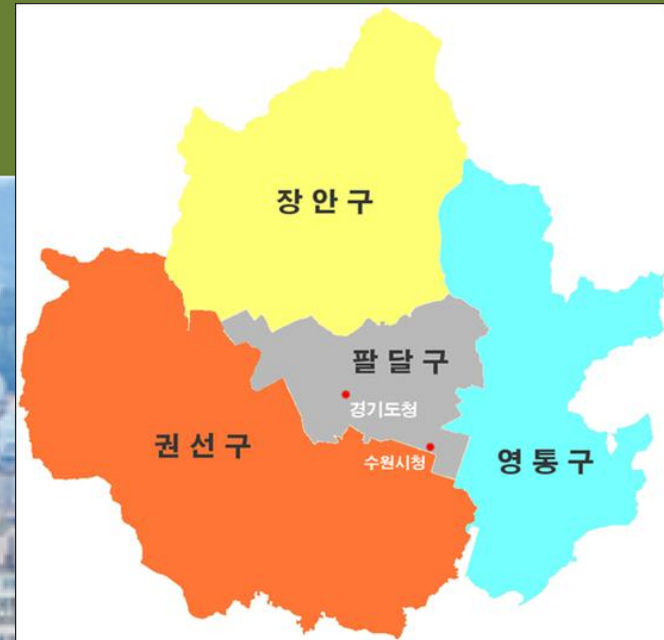 장 안 구
팔 달 구
경기도청
권 선 구
수원시청
영 통 구